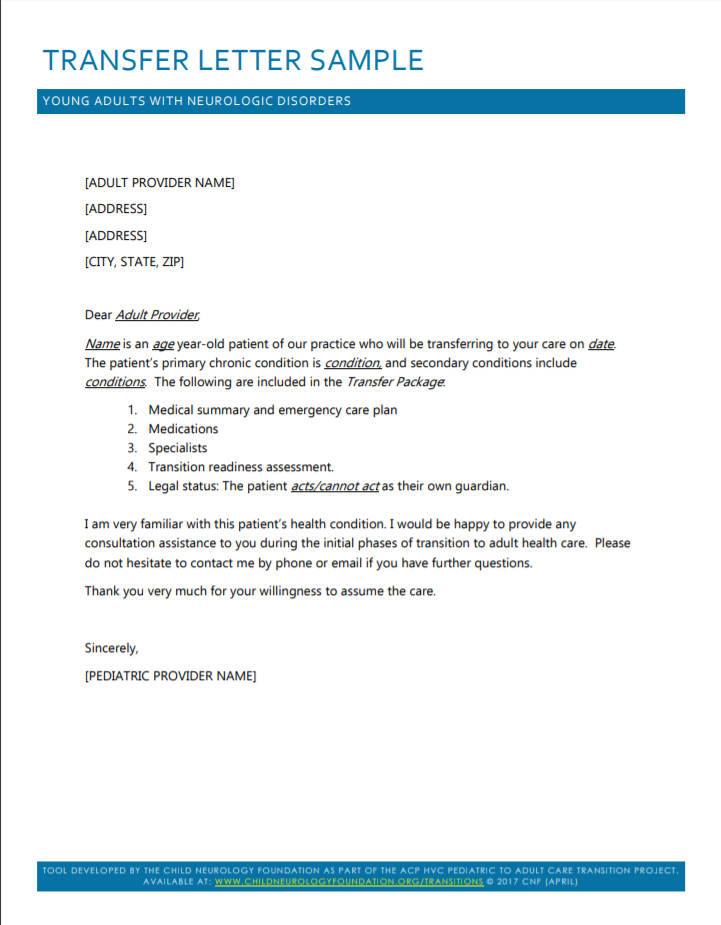 TRANSFER LETTER SAMPLE
YOUNG ADULTS WITH NEUROLOGIC DISORDERS
[ADULT PROVIDER NAME]
[ADDRESS]
[ADDRESS]
[CITY, STATE, ZIP]
Dear Adult Provider,
Name is an age year-old patient of our practice who will be transferring to your care on date.
The patient's primary chronic condition is condition, and secondary conditions include
conditions. The following are included in the Transfer Package:
1. Medical summary and emergency care plan
2. Medications
3. Specialists
4. Transition readiness assessment.
5. Legal status: The patient acts/cannot act as their own guardian.
I am very familiar with this patient's health condition. I would be happy to provide any
consultation assistance to you during the initial phases of transition to adult health care. Please
do not hesitate to contact me by phone or email if you have further questions.
Thank you very much for your willingness to assume the care.
Sincerely,
[PEDIATRIC PROVIDER NAME]
TOOL DEVELOPED BY THE CHILD NEUROLOGY FOUNDATION AS PART OF THE ACP HVC PEDIATRIC TO ADULT CARE TRANSITION PROJECT.
AVAILABLE AT: WWW.CHILDNEUROLOGYFOUNDATION.ORG/TRANSITIONS © 2017 CNF (APRIL)